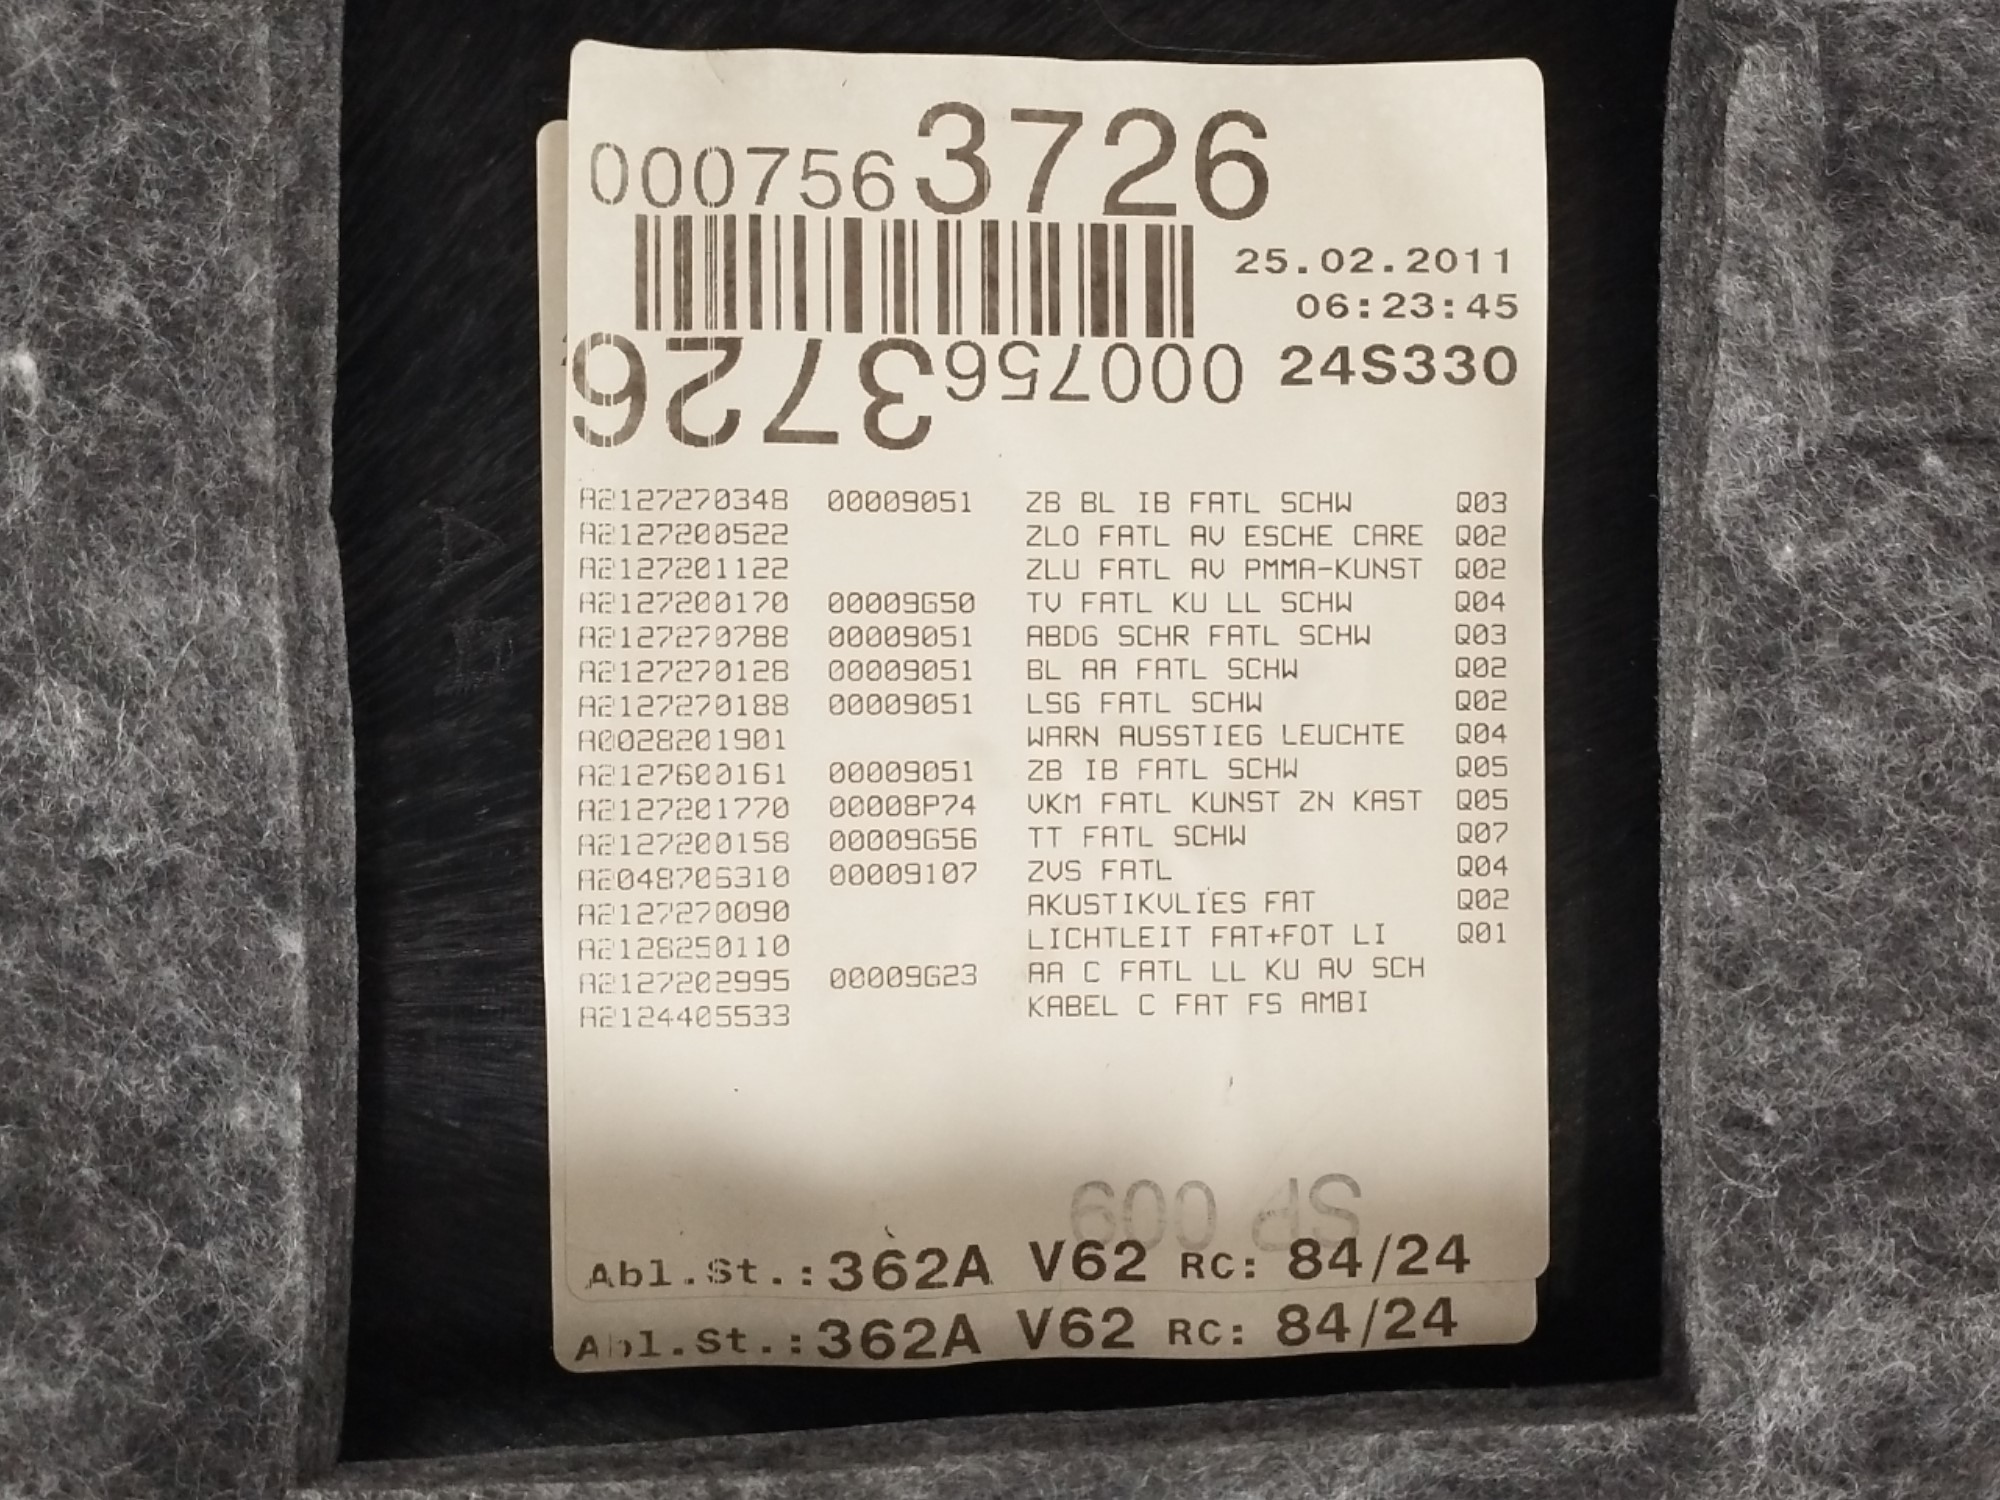 0007563726
25.02.2011
06:23:45
0007563726 24S330
A2127270348 00009051 ZB BL IB FATL SCHW Q03
A2127200522 ZLO FATL AV ESCHE CARE Q02
A2127201122 ZLU FATL AV PMMA-KUNST Q02
A2127200170 00009G50 TV FATL KU LL SCHW Q04
A2127270788 00009051 ABDG SCHR FATL SCHW Q03
A2127270128 00009051 BL AA FATL SCHW Q02
A2127270188 00009051 LSG FATL SCHW Q02
A0028201901 WARN AUSSTIEG LEUCHTE Q04
A2127600161 00009051 ZB IB FATL SCHW Q05
A2127201770 00008P74 VKM FATL KUNST ZN KAST Q05
A2127200158 00009G56 TT FATL SCHW Q07
A2048706310 00009107 ZVS FATL Q04
A2127270090 AKUSTIKVLIES FAT Q02
A2128250110 LICHTLEIT FAT+FOT LI Q01
A2127202995 00009G23 AA C FATL LL KU AV SCH
A2124405533 KABEL C FAT FS AMBI
SP 009
Abl.St.:362A V62 RC: 84/24
Abl.St.:362A V62 RC: 84/24